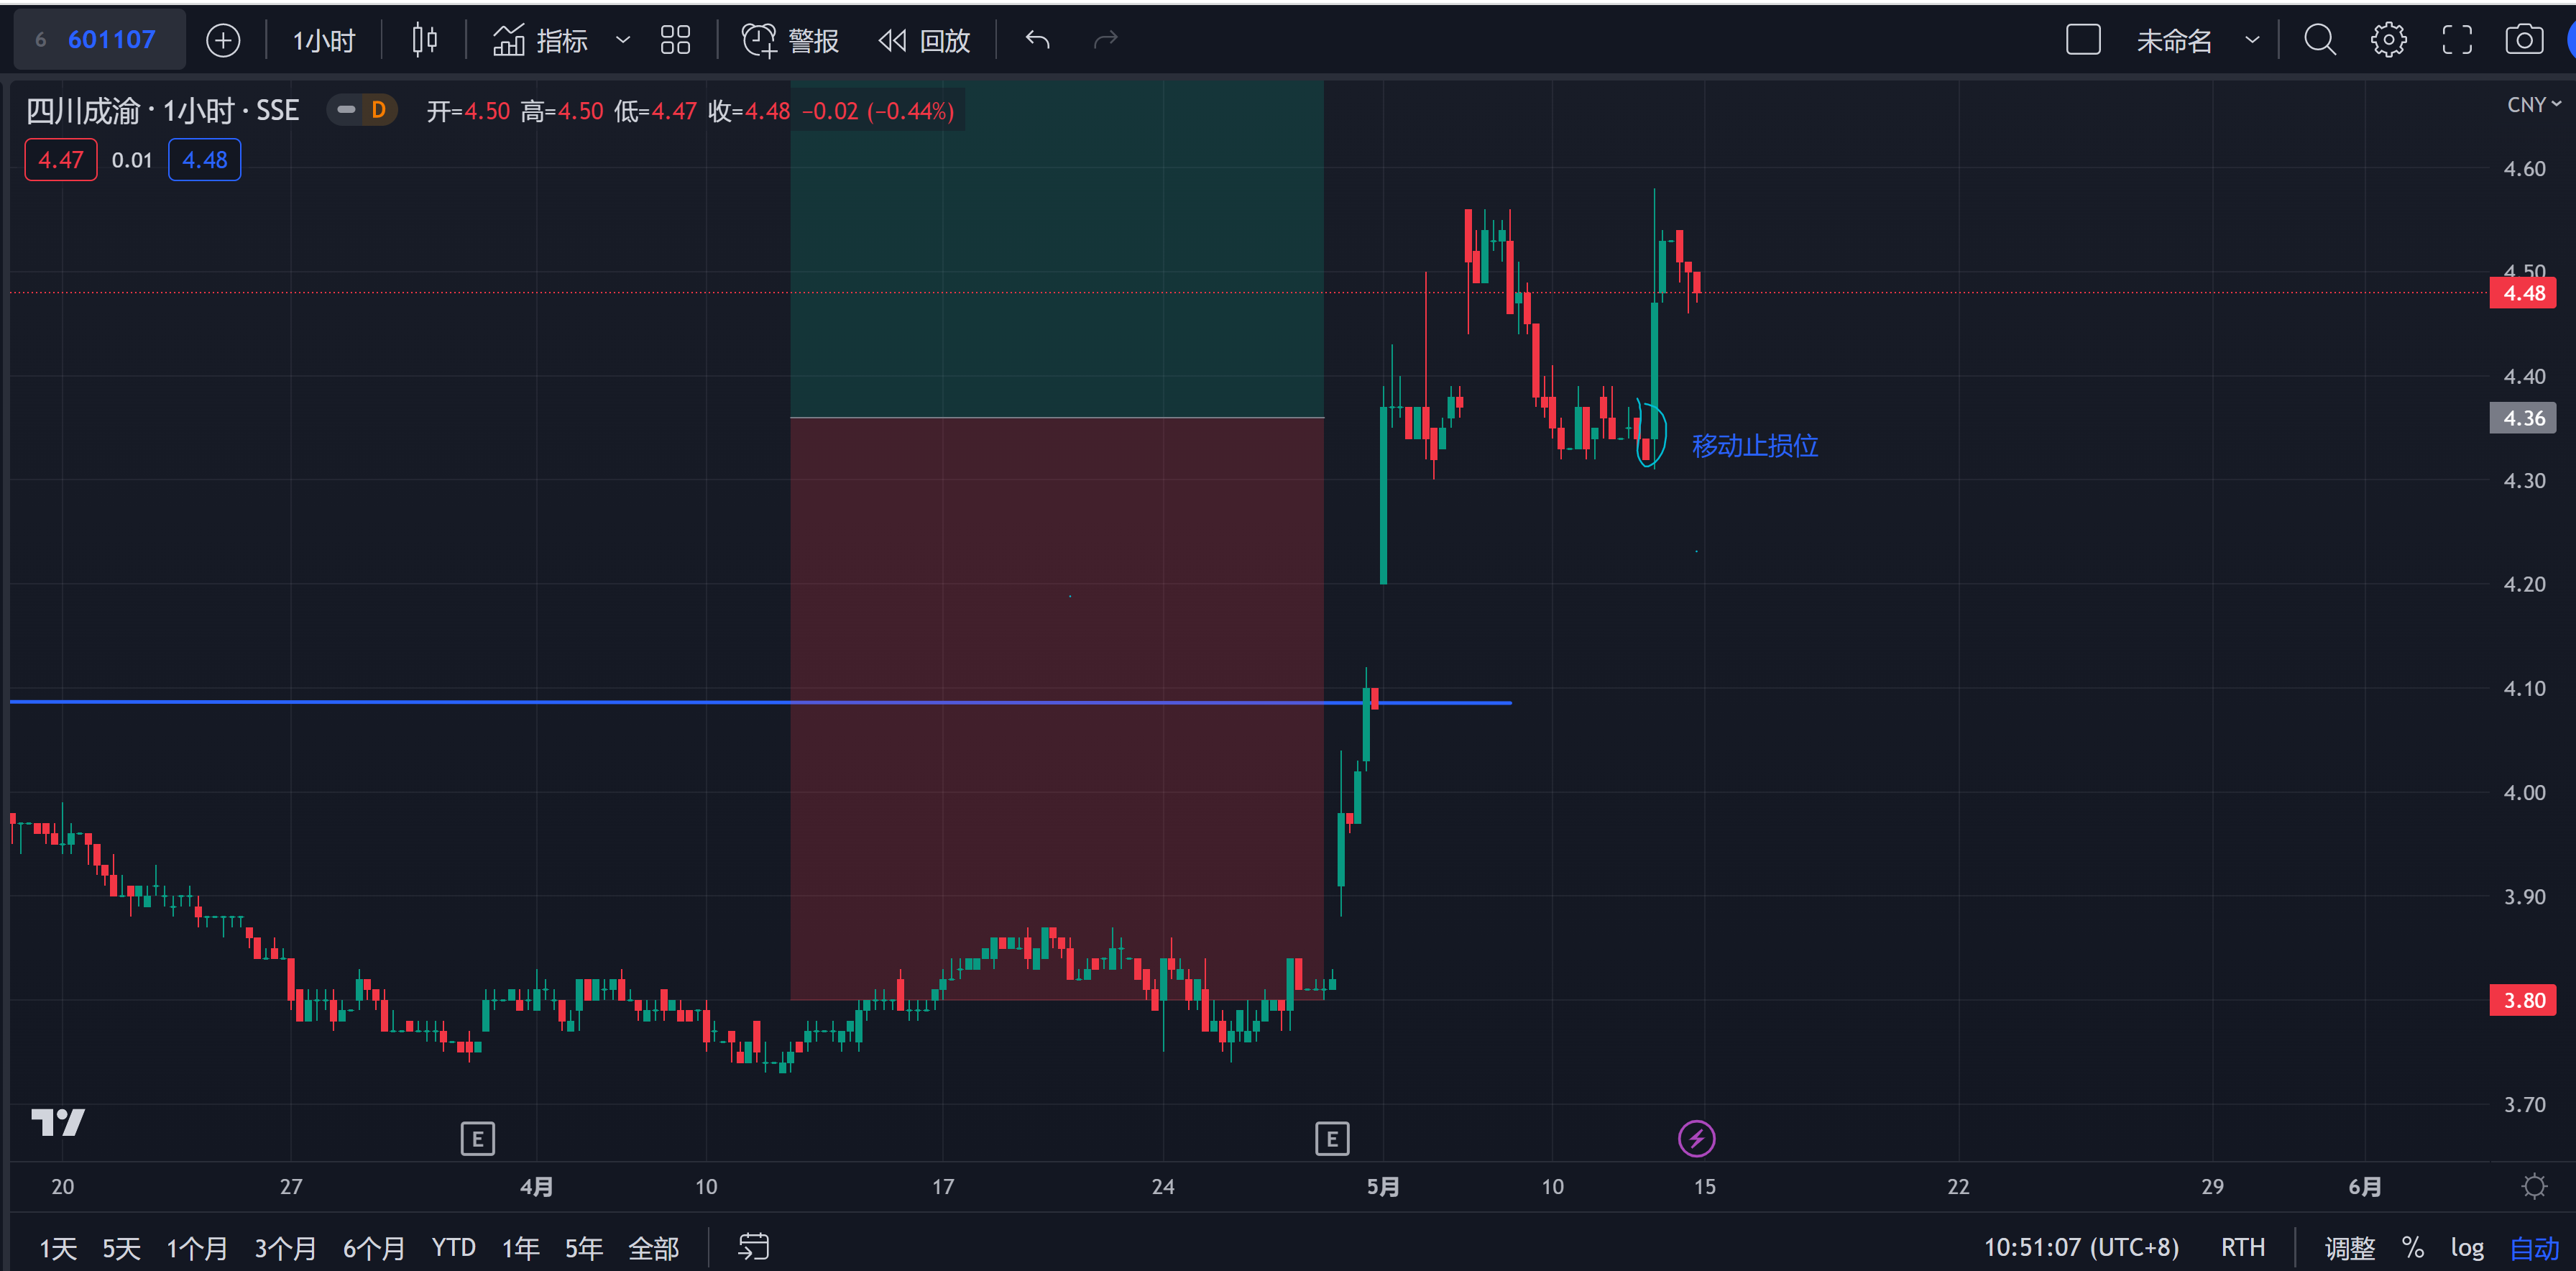 6 601107 1小时 指标 警报 回放 未命名
四川成渝 · 1小时 · SSE D 开=4.50 高=4.50 低=4.47 收=4.48 −0.02 (−0.44%) CNY
4.47 0.01 4.48
4.60
4.50
4.48
4.40
4.36
移动止损位
4.30
4.20
4.10
4.00
3.90
3.80
3.70
E E
20 27 4月 10 17 24 5月 10 15 22 29 6月
1天 5天 1个月 3个月 6个月 YTD 1年 5年 全部 10:51:07 (UTC+8) RTH 调整 % log 自动